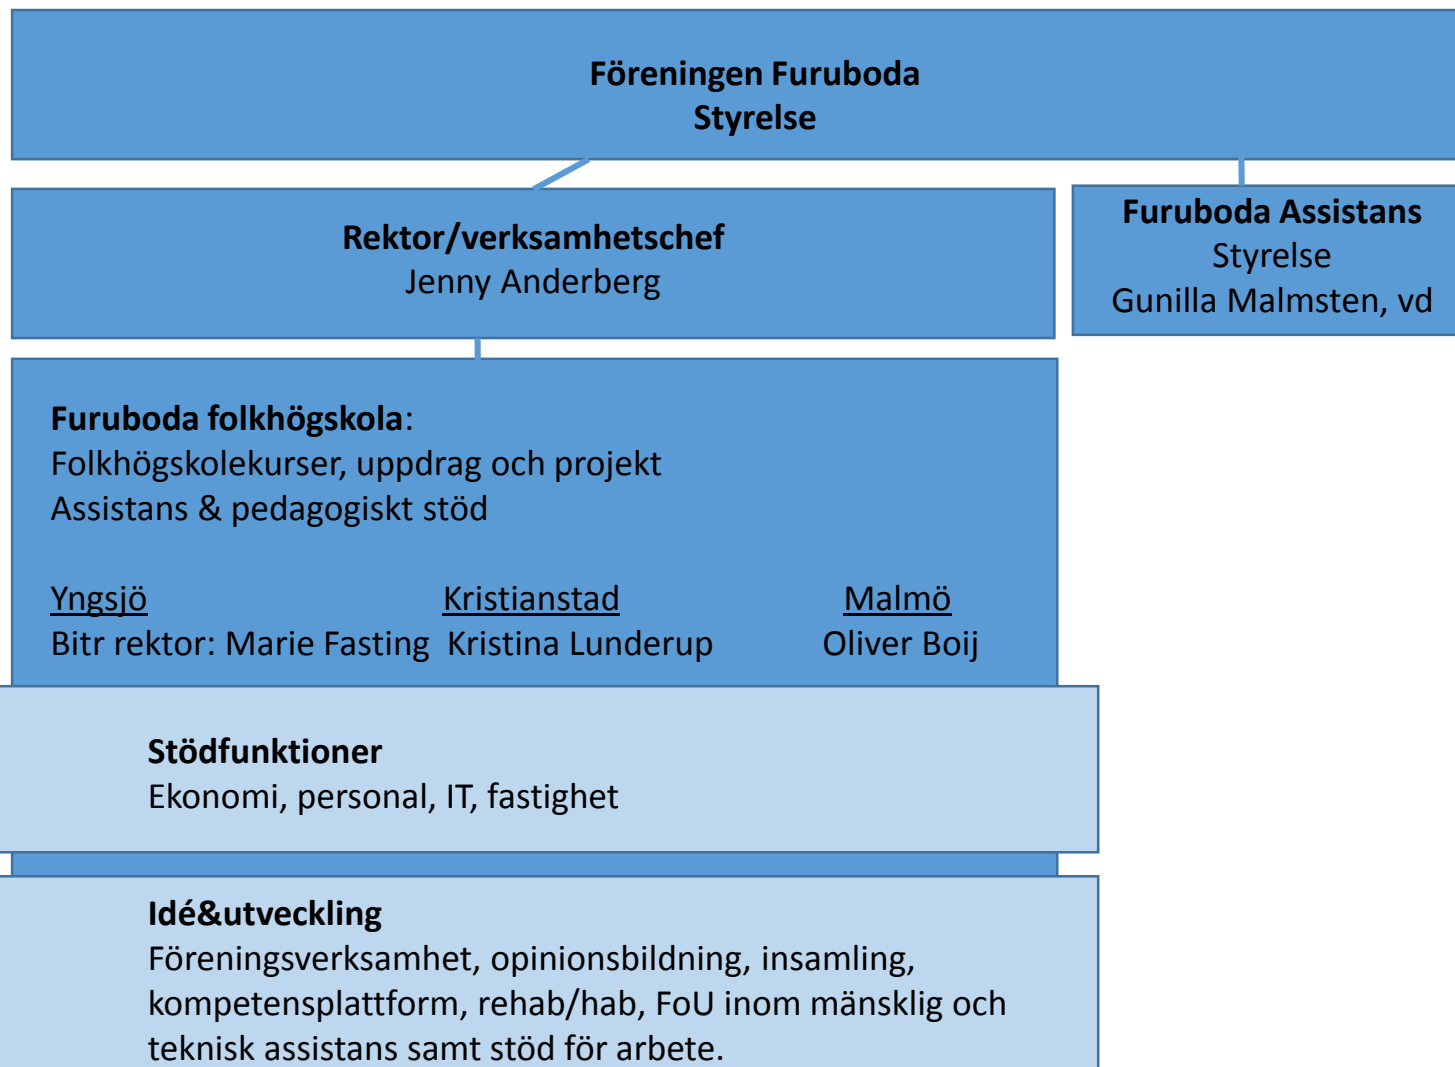 Föreningen Furuboda
Styrelse
Rektor/verksamhetschef
Jenny Anderberg
Furuboda Assistans
Styrelse
Gunilla Malmsten, vd
Furuboda folkhögskola:
Folkhögskolekurser, uppdrag och projekt
Assistans & pedagogiskt stöd
Yngsjö Kristianstad Malmö
Bitr rektor: Marie Fasting Kristina Lunderup Oliver Boij
Stödfunktioner
Ekonomi, personal, IT, fastighet
Idé&utveckling
Föreningsverksamhet, opinionsbildning, insamling,
kompetensplattform, rehab/hab, FoU inom mänsklig och
teknisk assistans samt stöd för arbete.